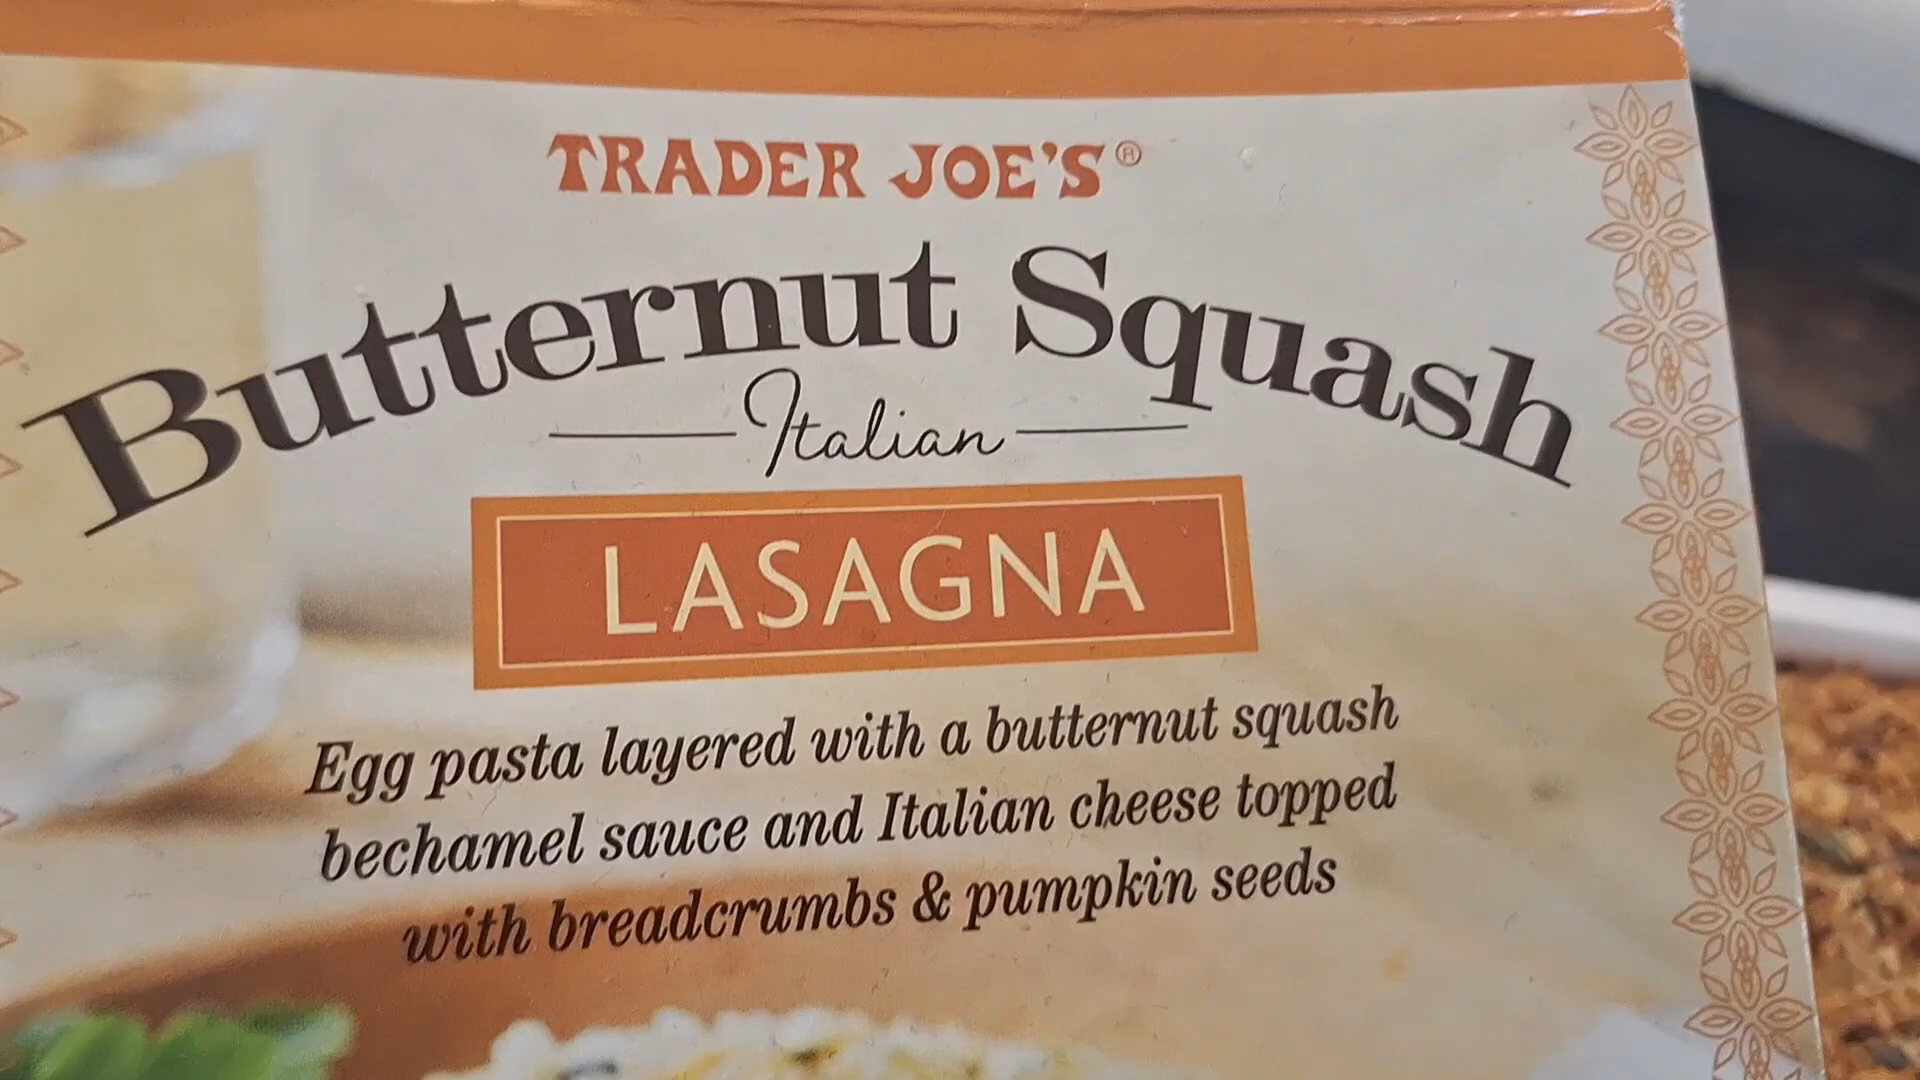 TRADER JOE'S®
Butternut Squash
Italian
LASAGNA
Egg pasta layered with a butternut squash
bechamel sauce and Italian cheese topped
with breadcrumbs & pumpkin seeds